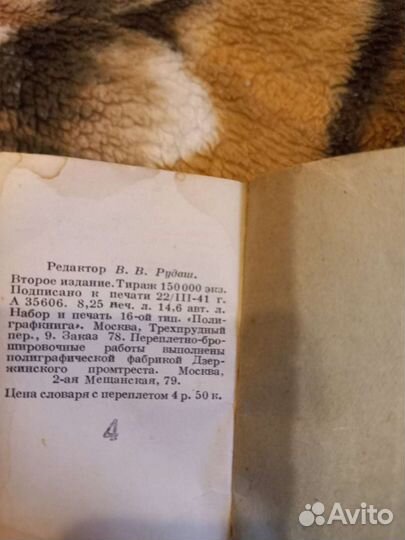 Редактор В. В. Рудаш.
Второе издание. Тираж 150 000 экз.
Подписано к печати 22/III-41 г.
А 35606. 8,25 печ. л. 14,6 авт. л.
Набор и печать 16-ой тип. «Поли-
графкнига». Москва, Трехпрудный
пер., 9. Заказ 78. Переплетно-бро-
шировочные работы выполнены
полиграфической фабрикой Дзер-
жинского промтреста. Москва,
2-ая Мещанская, 79.
Цена словаря с переплетом 4 р. 50 к.
4
Avito